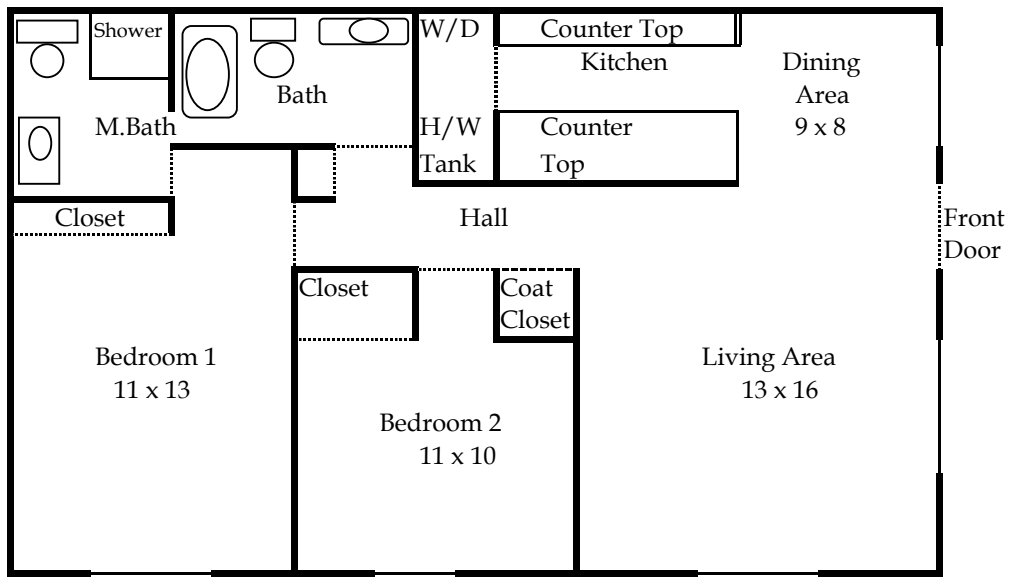 Shower
W/D
Counter Top
Kitchen
Dining
Area
9 x 8
Bath
M.Bath
H/W
Tank
Counter
Top
Closet
Hall
Front
Door
Closet
Coat
Closet
Bedroom 1
11 x 13
Living Area
13 x 16
Bedroom 2
11 x 10